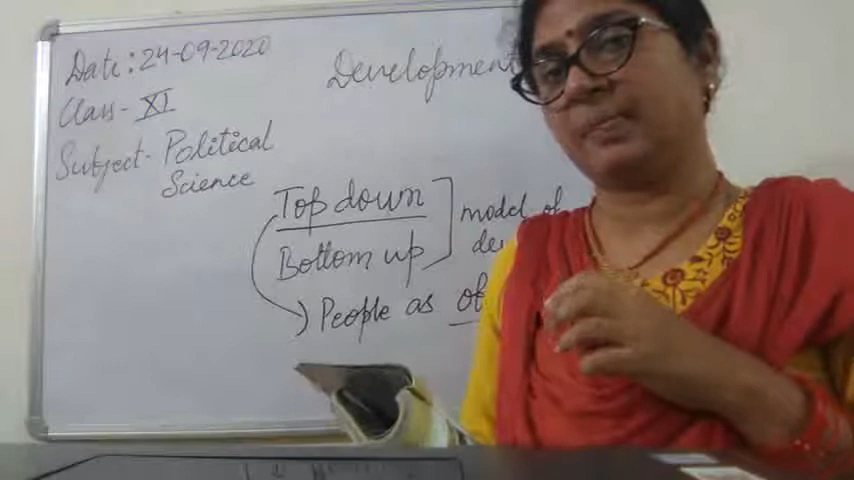 Date: 24-09-2020
Class- XI
Subject- Political
Science
Development
Top down
Bottom up
model of
People as